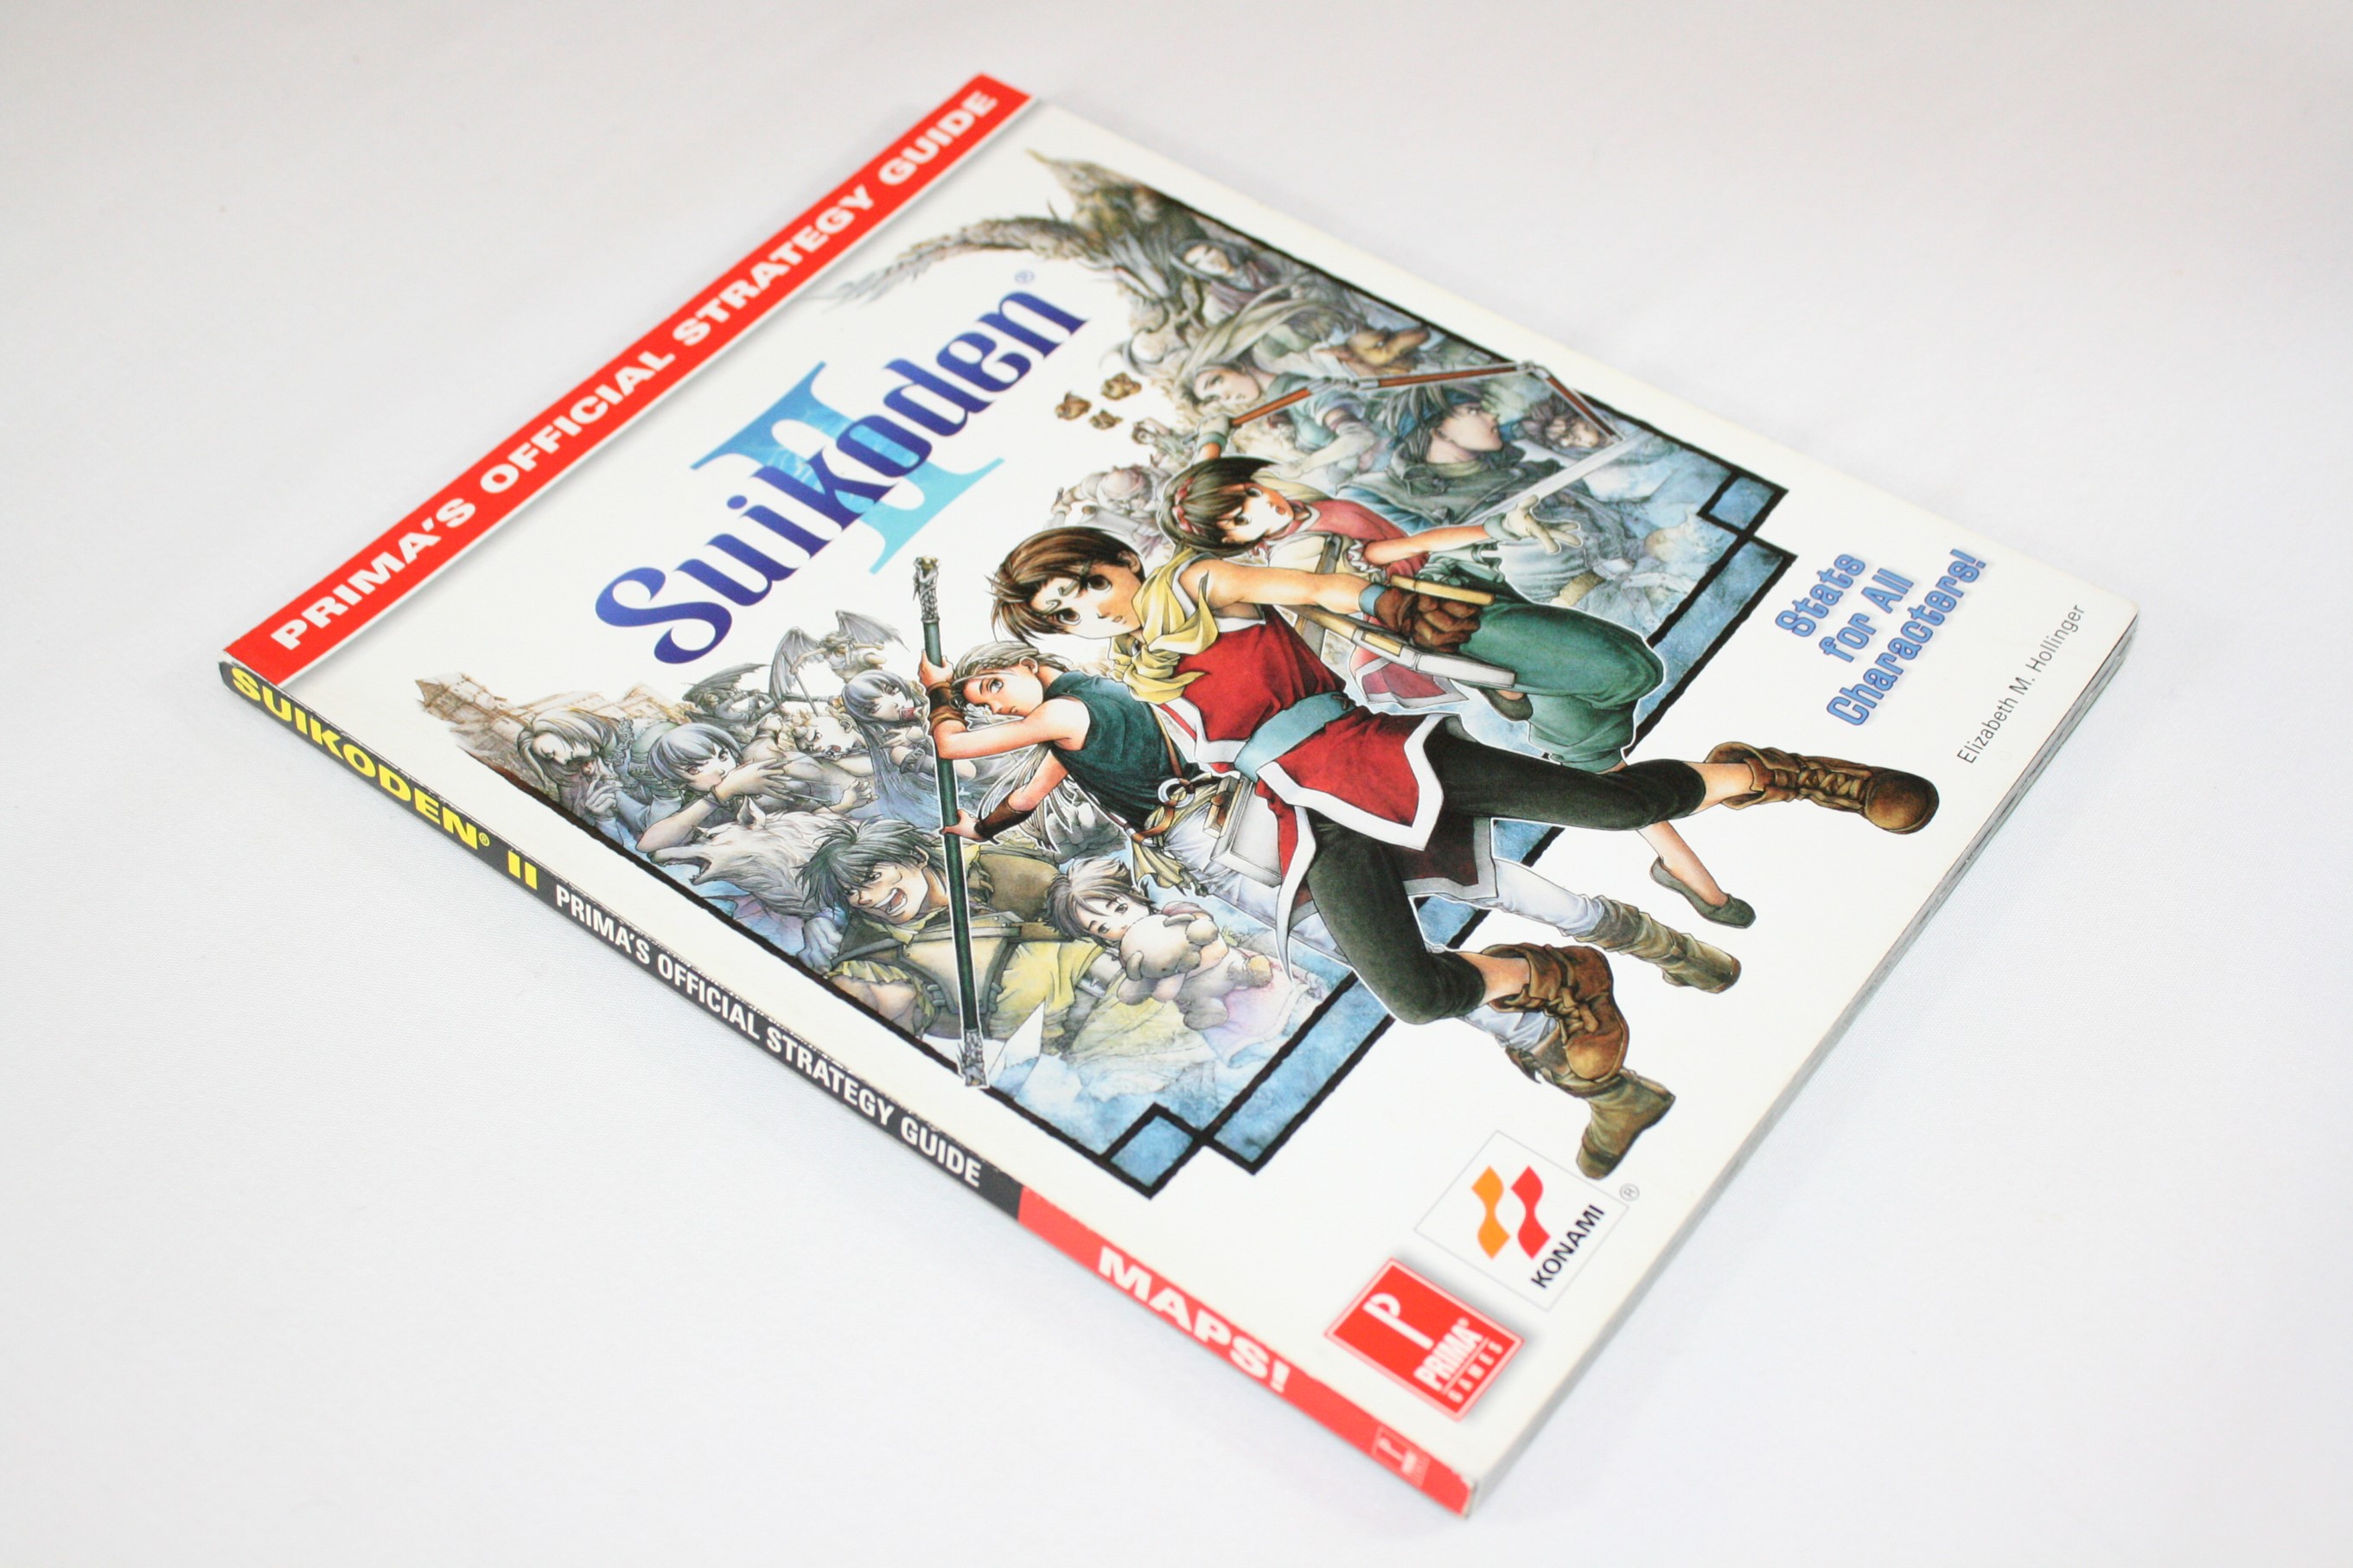 PRIMA'S OFFICIAL STRATEGY GUIDE
Suikoden®
II
Stats
for All
Characters!
Elizabeth M. Hollinger
KONAMI ®
P
PRIMA®
GAMES
SUIKODEN® II PRIMA'S OFFICIAL STRATEGY GUIDE MAPS!
P